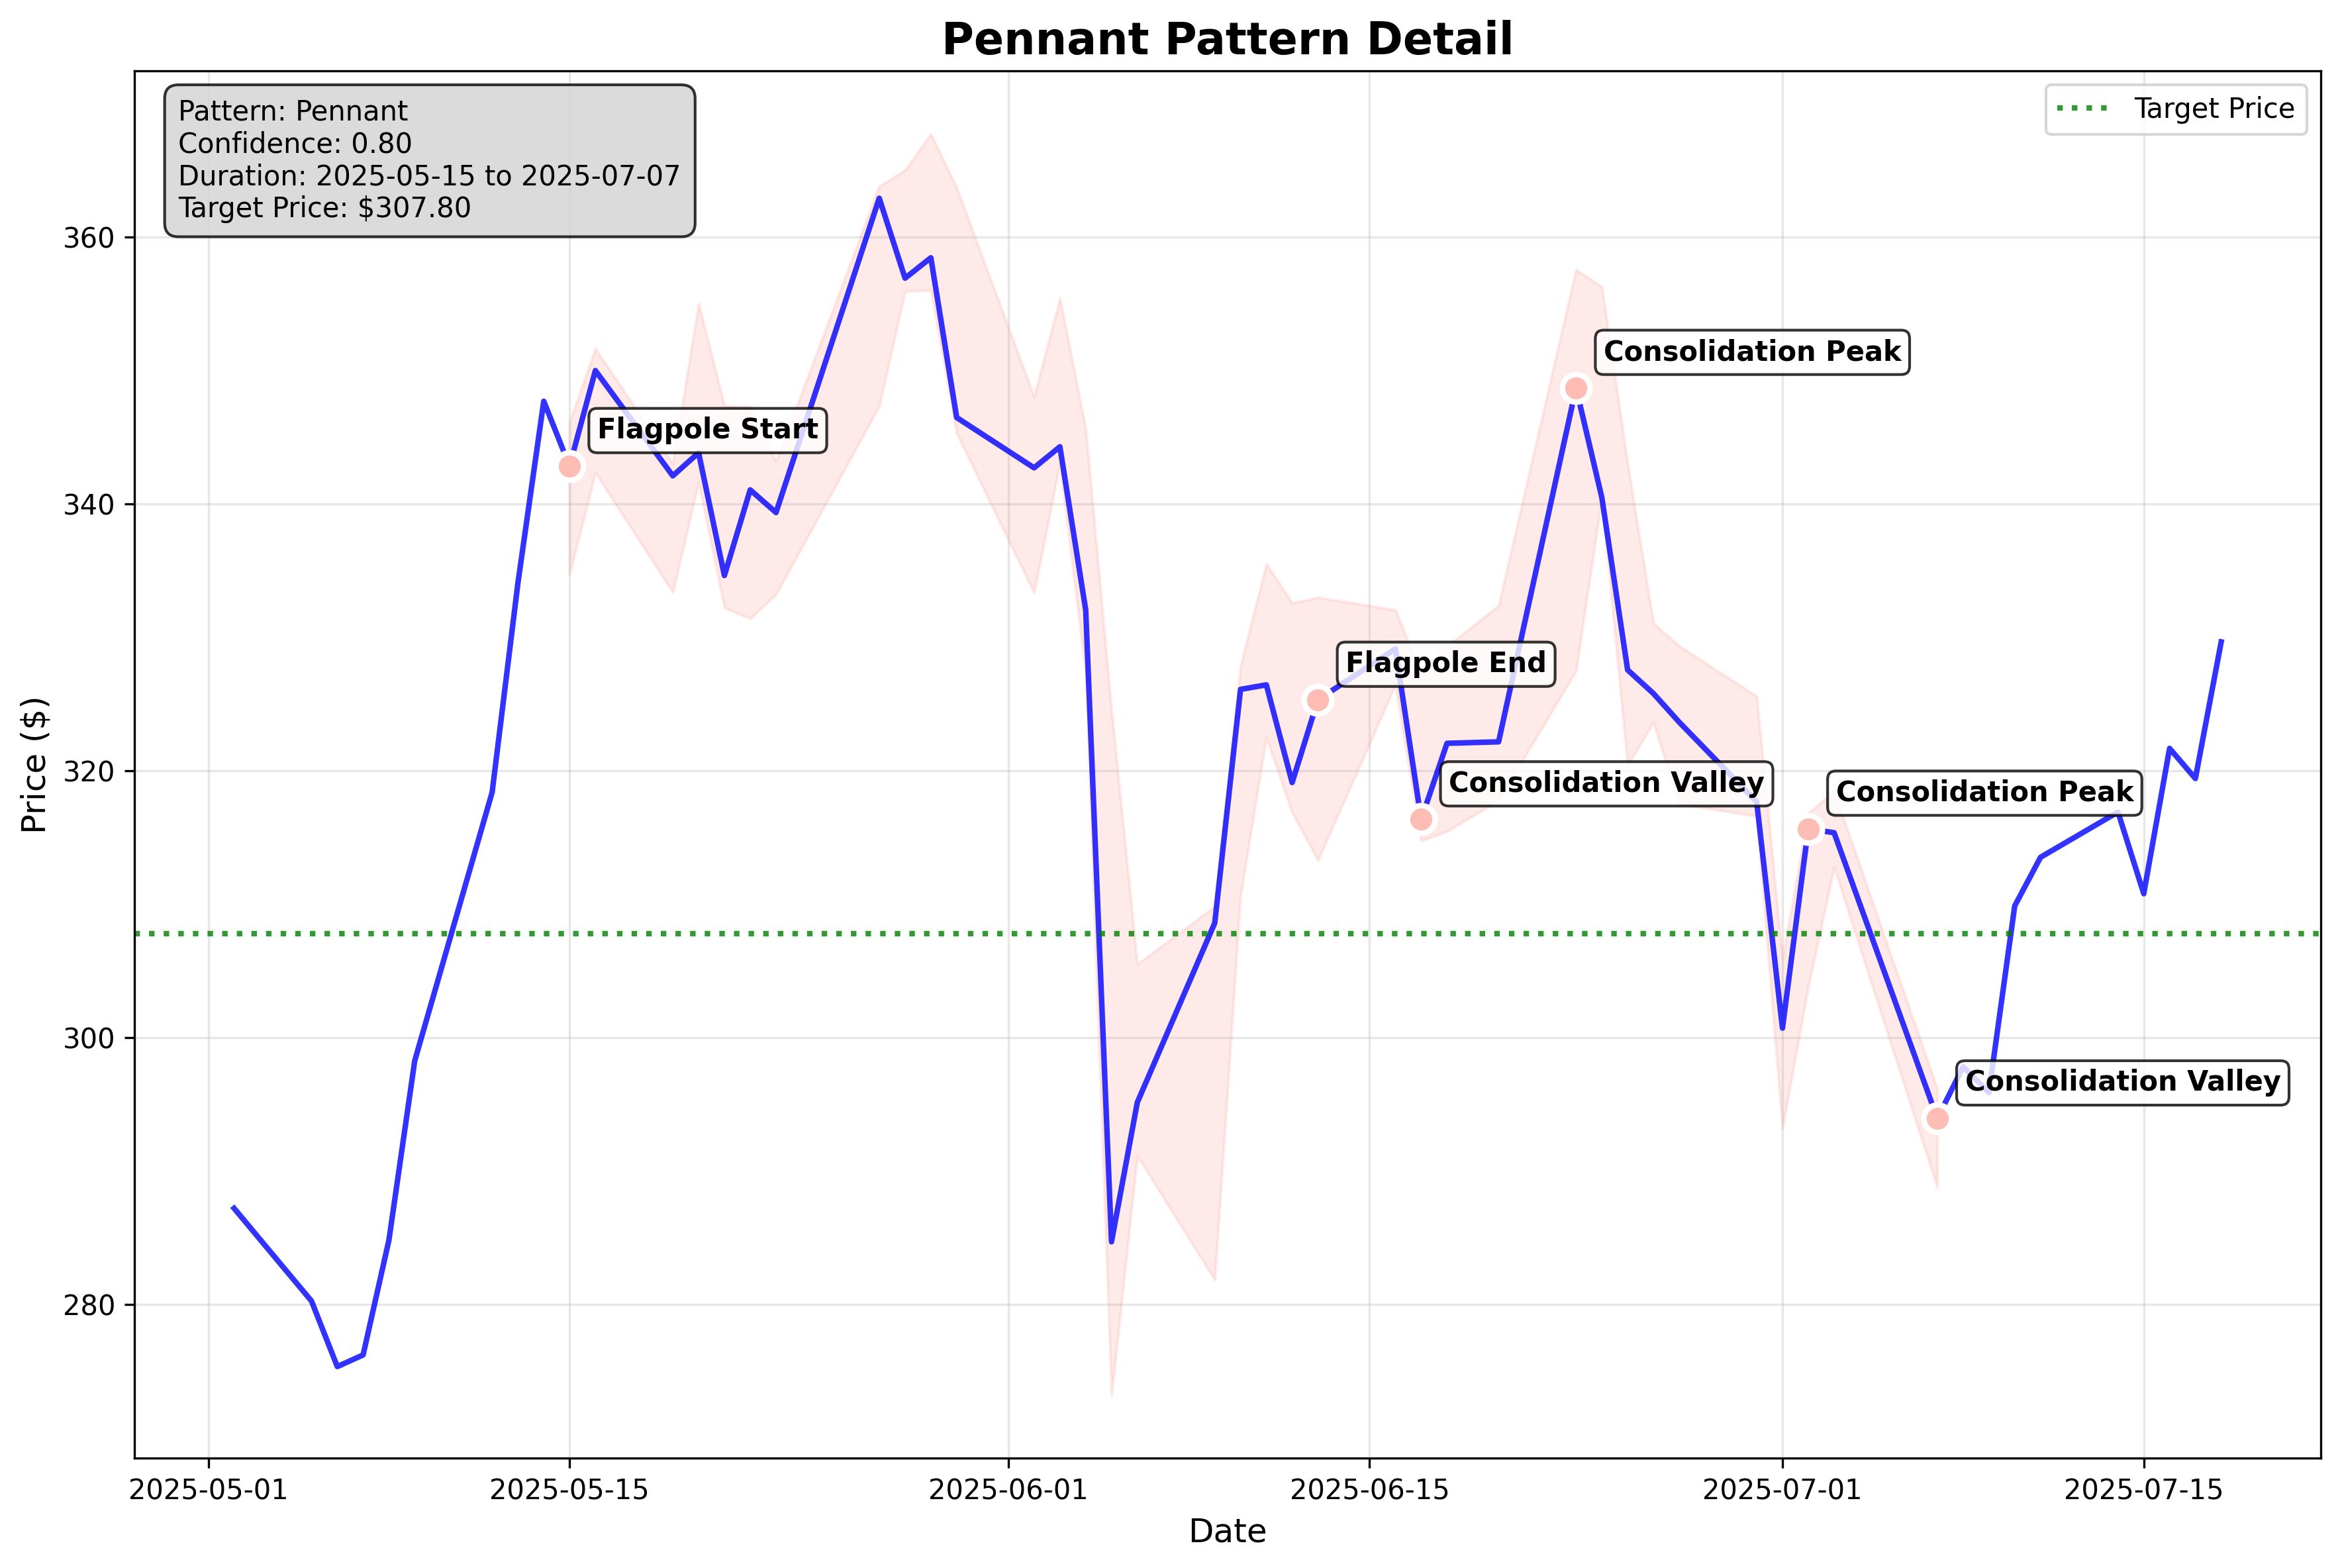 Pennant Pattern Detail
Pattern: Pennant
Confidence: 0.80
Duration: 2025-05-15 to 2025-07-07
Target Price: $307.80
Target Price
Price ($)
360
340
320
300
280
Consolidation Peak
Flagpole Start
Flagpole End
Consolidation Valley
Consolidation Peak
Consolidation Valley
2025-05-01
2025-05-15
2025-06-01
2025-06-15
2025-07-01
2025-07-15
Date